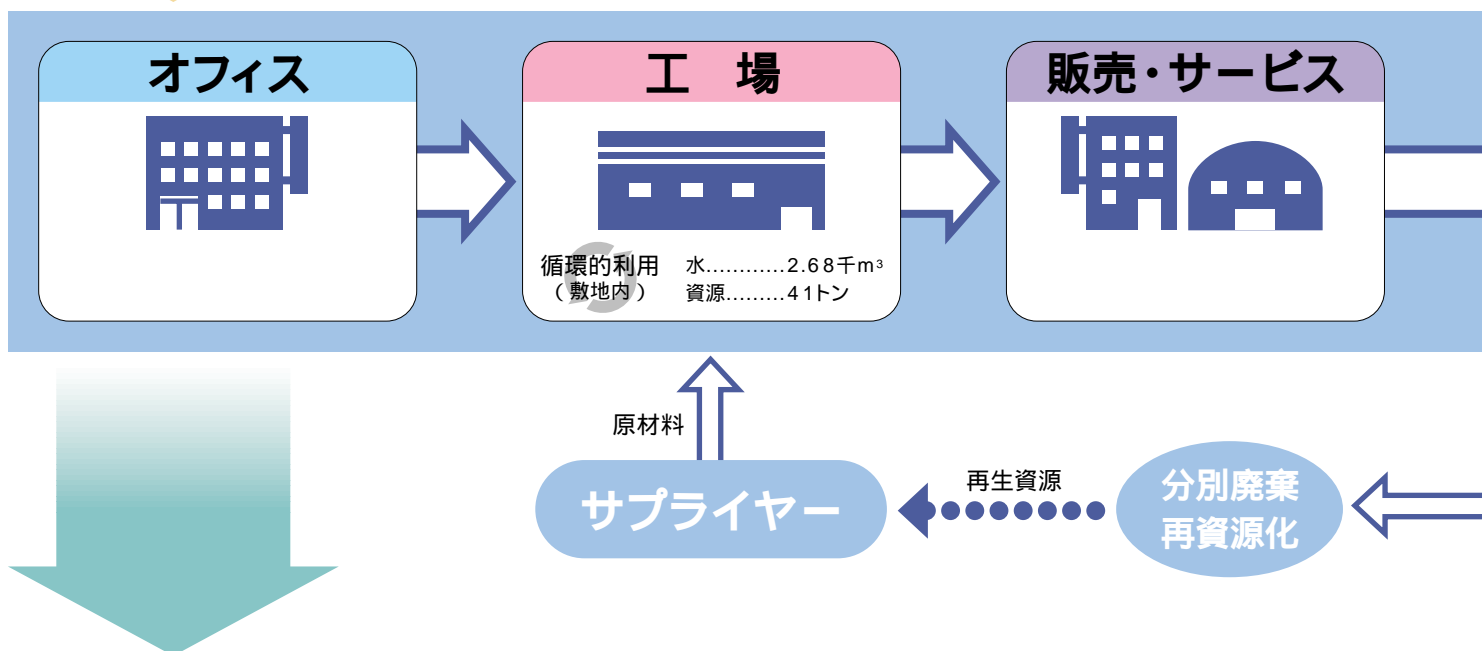 オフィス
工 場
販売・サービス
循環的利用
（敷地内）
水............2.68千m³
資源.........41トン
原材料
サプライヤー
再生資源
分別廃棄
再資源化